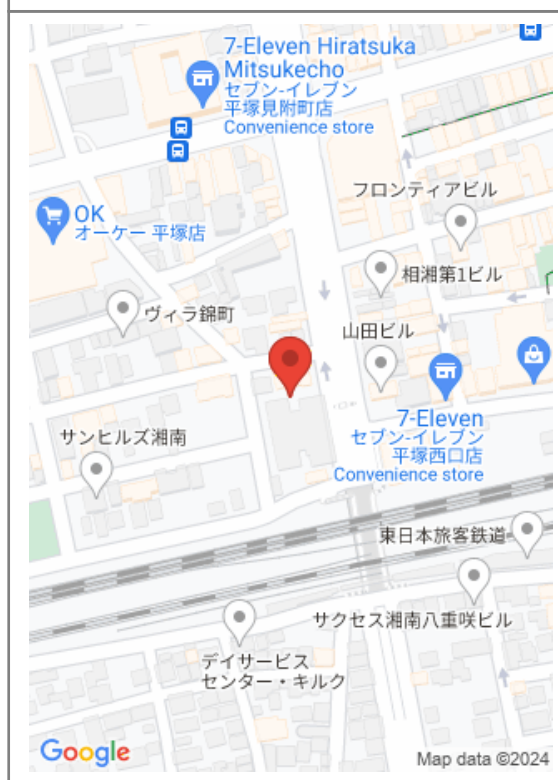 7-Eleven Hiratsuka
Mitsukecho
セブン-イレブン
平塚見附町店
Convenience store
フロンティアビル
OK
オーケー 平塚店
相湘第1ビル
ヴィラ錦町
山田ビル
7-Eleven
セブン-イレブン
平塚西口店
Convenience store
サンヒルズ湘南
東日本旅客鉄道
サクセス湘南八重咲ビル
デイサービス
センター・キルク
Google
Map data ©2024